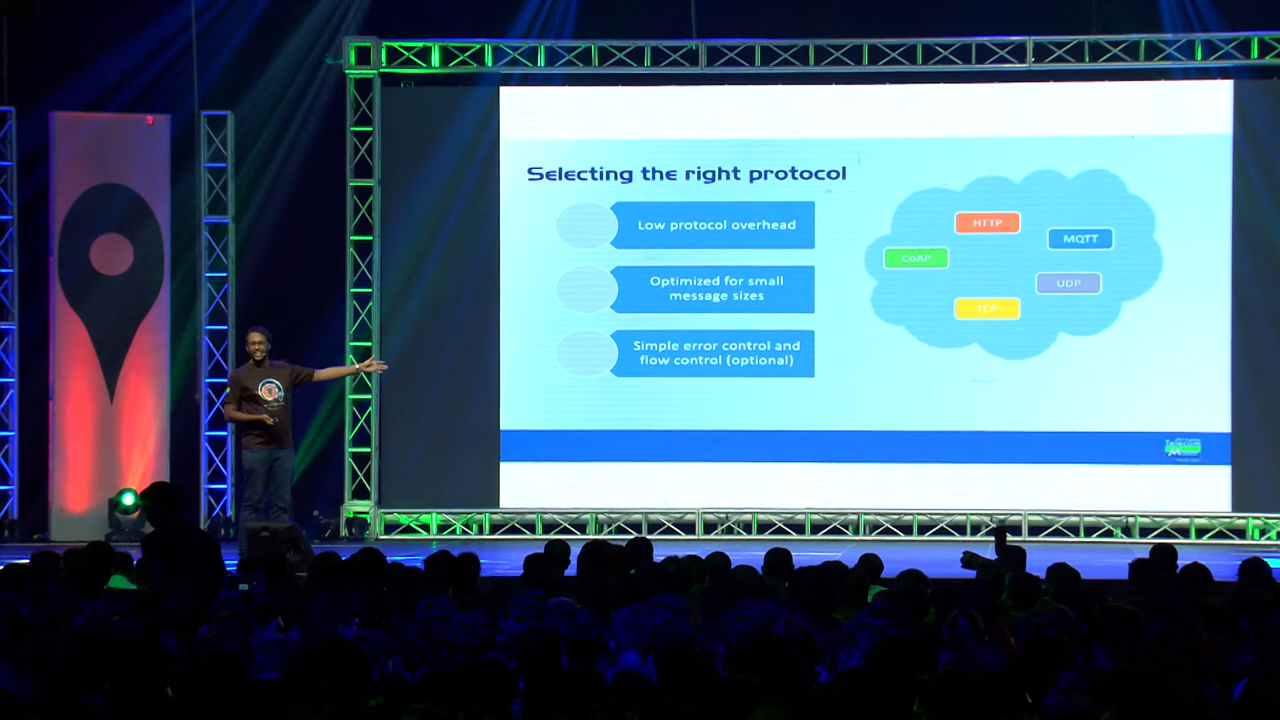 Selecting the right protocol
Low protocol overhead
Optimized for small
message sizes
Simple error control and
flow control (optional)
HTTP
MQTT
CoAP
UDP
TCP
Telecom